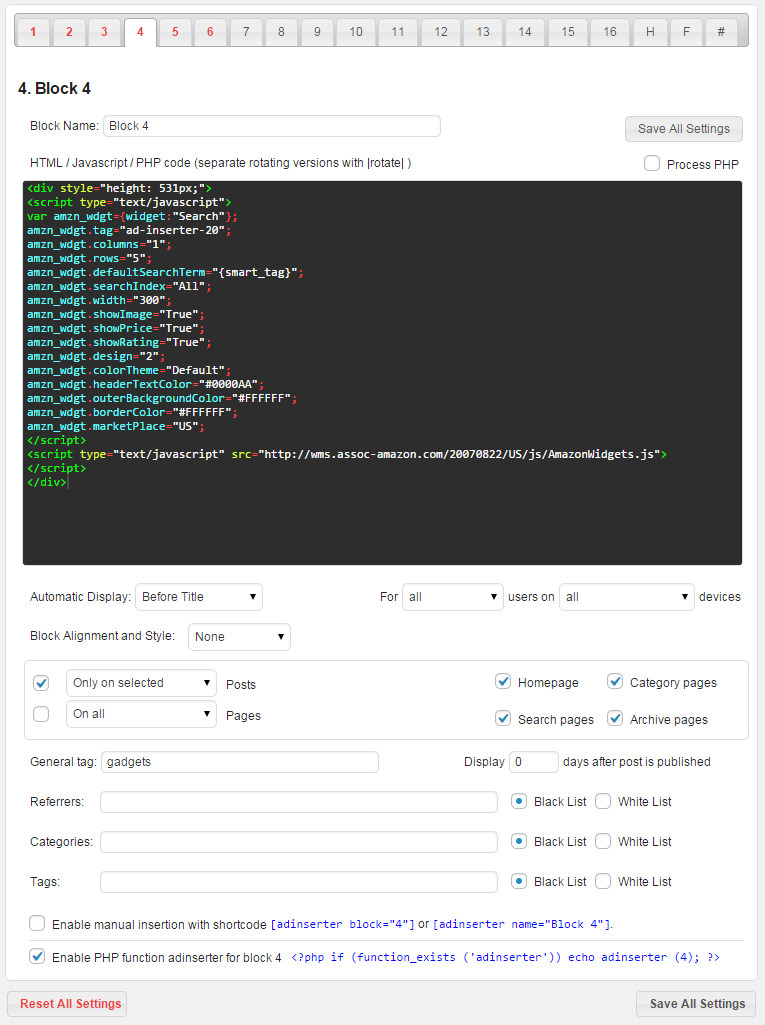 1 2 3 4 5 6 7 8 9 10 11 12 13 14 15 16 H F #
4. Block 4
Block Name: Block 4 Save All Settings
HTML / Javascript / PHP code (separate rotating versions with |rotate| ) Process PHP
<div style="height: 531px;">
<script type="text/javascript">
var amzn_wdgt={widget:"Search"};
amzn_wdgt.tag="ad-inserter-20";
amzn_wdgt.columns="1";
amzn_wdgt.rows="5";
amzn_wdgt.defaultSearchTerm="{smart_tag}";
amzn_wdgt.searchIndex="All";
amzn_wdgt.width="300";
amzn_wdgt.showImage="True";
amzn_wdgt.showPrice="True";
amzn_wdgt.showRating="True";
amzn_wdgt.design="2";
amzn_wdgt.colorTheme="Default";
amzn_wdgt.headerTextColor="#0000AA";
amzn_wdgt.outerBackgroundColor="#FFFFFF";
amzn_wdgt.borderColor="#FFFFFF";
amzn_wdgt.marketPlace="US";
</script>
<script type="text/javascript" src="http://wms.assoc-amazon.com/20070822/US/js/AmazonWidgets.js">
</script>
</div>
Automatic Display: Before Title For all users on all devices
Block Alignment and Style: None
Only on selected Posts Homepage Category pages
On all Pages Search pages Archive pages
General tag: gadgets Display 0 days after post is published
Referrers: Black List White List
Categories: Black List White List
Tags: Black List White List
Enable manual insertion with shortcode [adinserter block="4"] or [adinserter name="Block 4"].
Enable PHP function adinserter for block 4 <?php if (function_exists ('adinserter')) echo adinserter (4); ?>
Reset All Settings Save All Settings